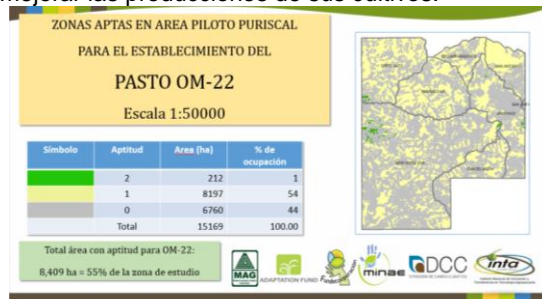 mejorar las producciones de sus cultivos.
ZONAS APTAS EN AREA PILOTO PURISCAL
PARA EL ESTABLECIMIENTO DEL
PASTO OM-22
Escala 1:50000
Símbolo Aptitud Area (ha) % de ocupación
2 212 1
1 8197 54
0 6760 44
Total 15169 100.00
Total área con aptitud para OM-22:
8,409 ha = 55% de la zona de estudio
MAG
ADAPTATION FUND
minae
DCC
inta